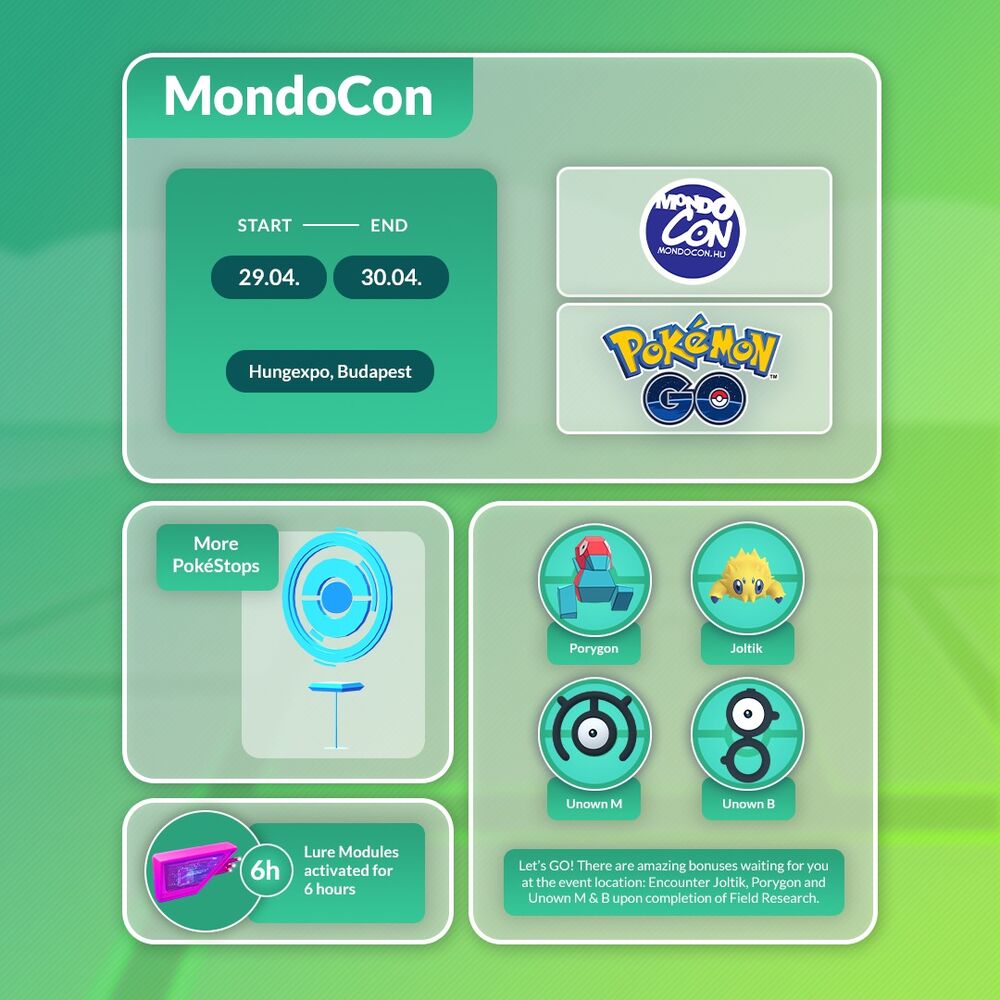 MondoCon
START
END
29.04.
30.04.
Hungexpo, Budapest
MONDO
CON
MONDOCON.HU
POKÉMON
TM
GO
More
PokéStops
Porygon
Joltik
Unown M
Unown B
6h
Lure Modules
activated for
6 hours
Let's GO! There are amazing bonuses waiting for you
at the event location: Encounter Joltik, Porygon and
Unown M & B upon completion of Field Research.